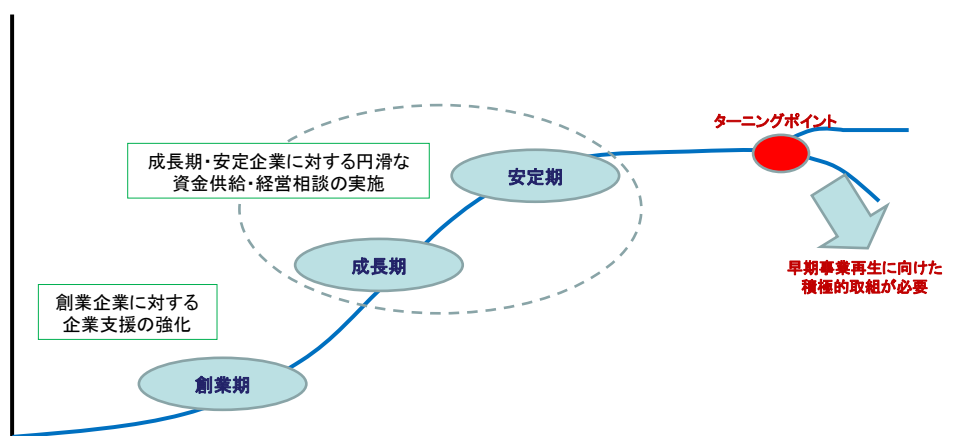 ターニングポイント
成長期・安定企業に対する円滑な
資金供給・経営相談の実施
安定期
成長期
早期事業再生に向けた
積極的取組が必要
創業企業に対する
企業支援の強化
創業期